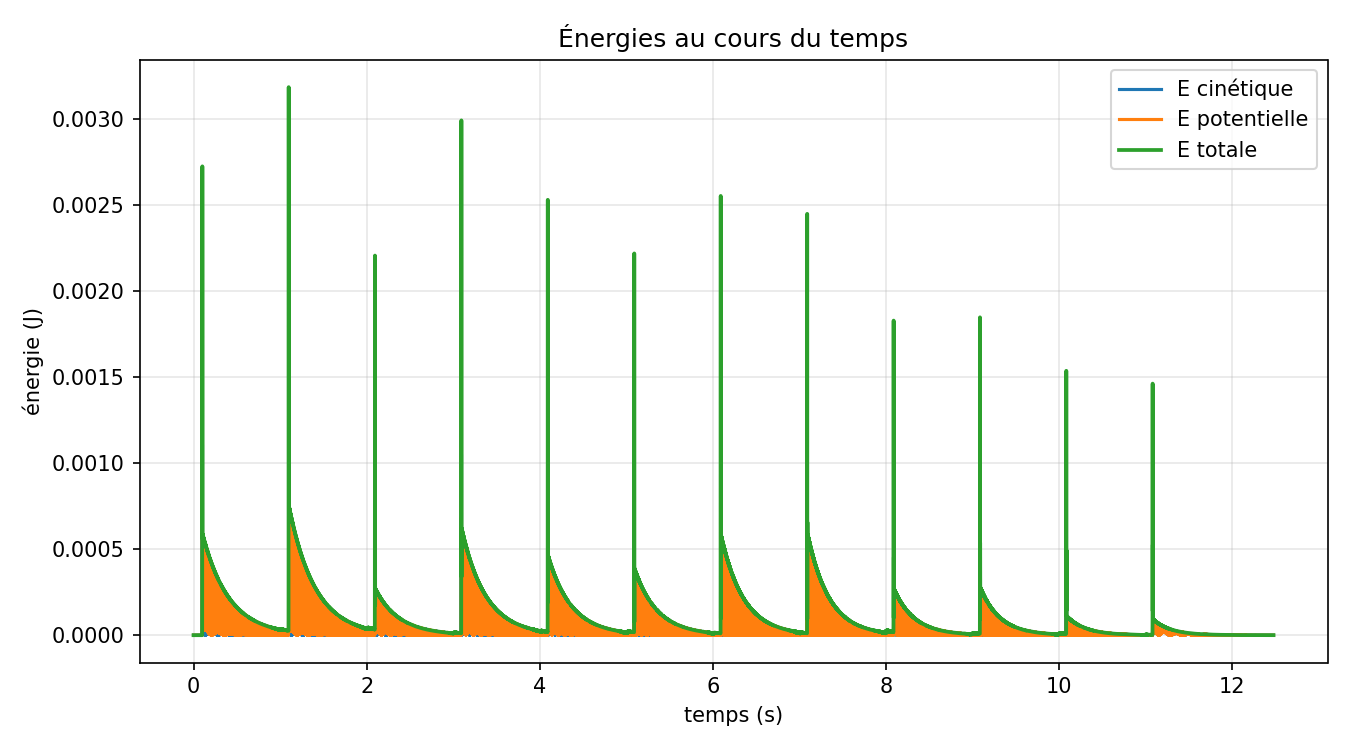 Énergies au cours du temps
E cinétique
E potentielle
E totale
énergie (J)
0.0030
0.0025
0.0020
0.0015
0.0010
0.0005
0.0000
0 2 4 6 8 10 12
temps (s)